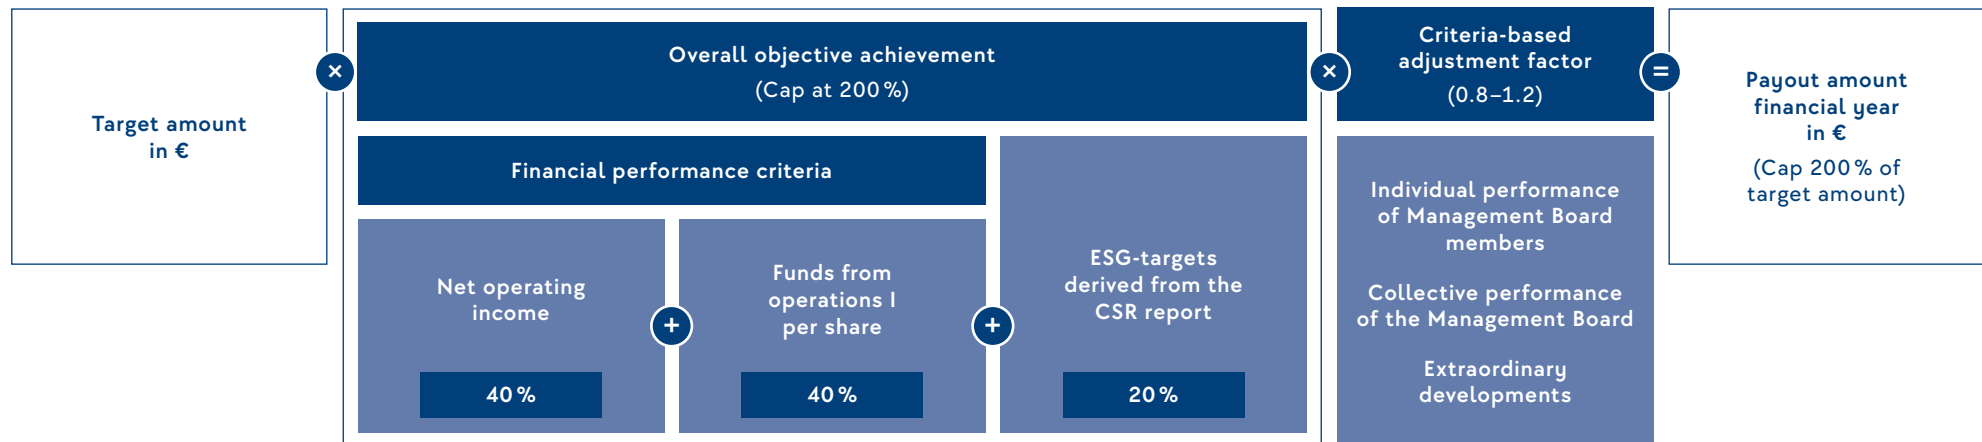 Target amount
in €
×
Overall objective achievement
(Cap at 200 %)
Financial performance criteria
Net operating
income
40 %
+
Funds from
operations I
per share
40 %
+
ESG-targets
derived from the
CSR report
20 %
×
Criteria-based
adjustment factor
(0.8–1.2)
Individual performance
of Management Board
members
Collective performance
of the Management Board
Extraordinary
developments
=
Payout amount
financial year
in €
(Cap 200 % of
target amount)